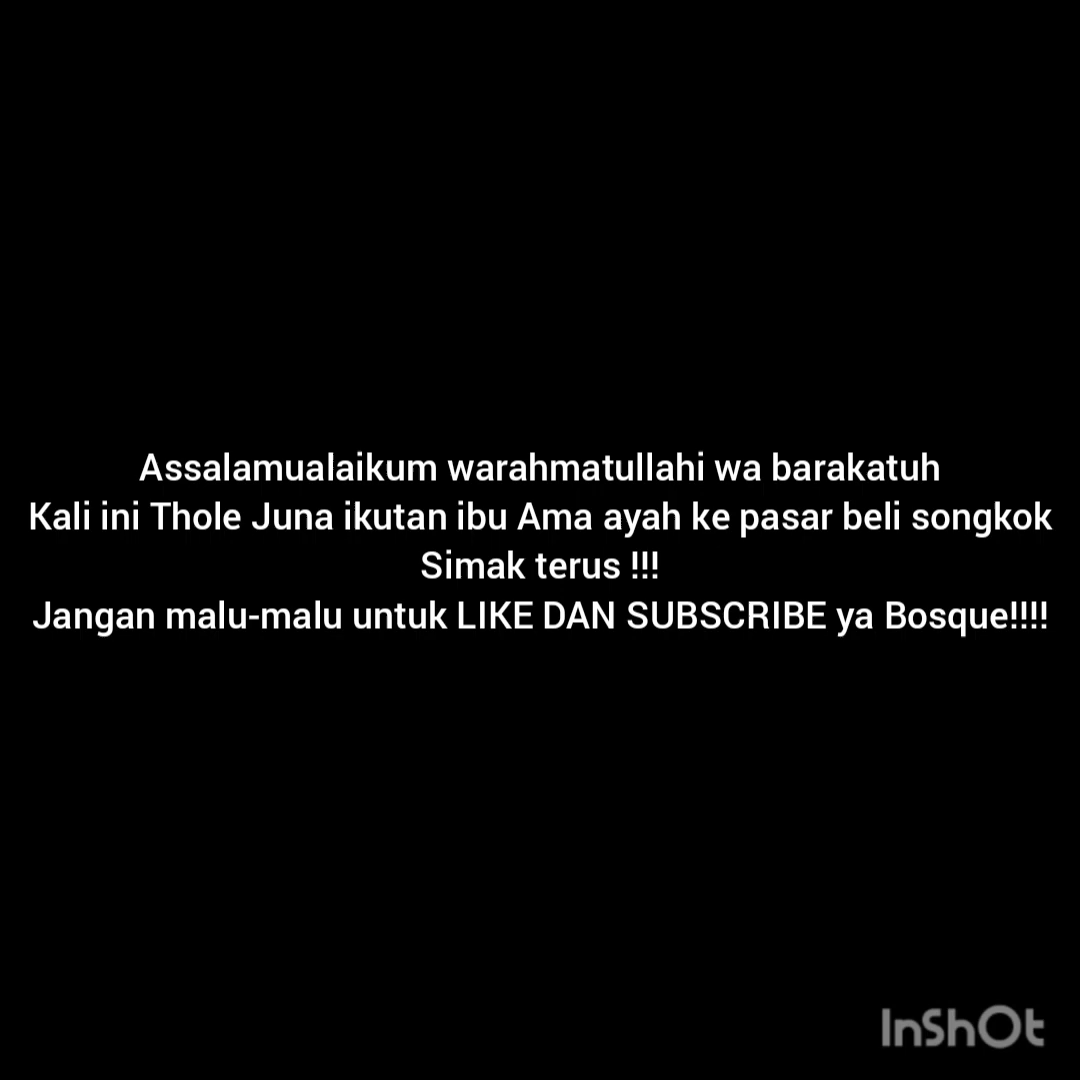 Assalamualaikum warahmatullahi wa barakatuh
Kali ini Thole Juna ikutan ibu Ama ayah ke pasar beli songkok
Simak terus !!!
Jangan malu-malu untuk LIKE DAN SUBSCRIBE ya Bosque!!!!
InShOt